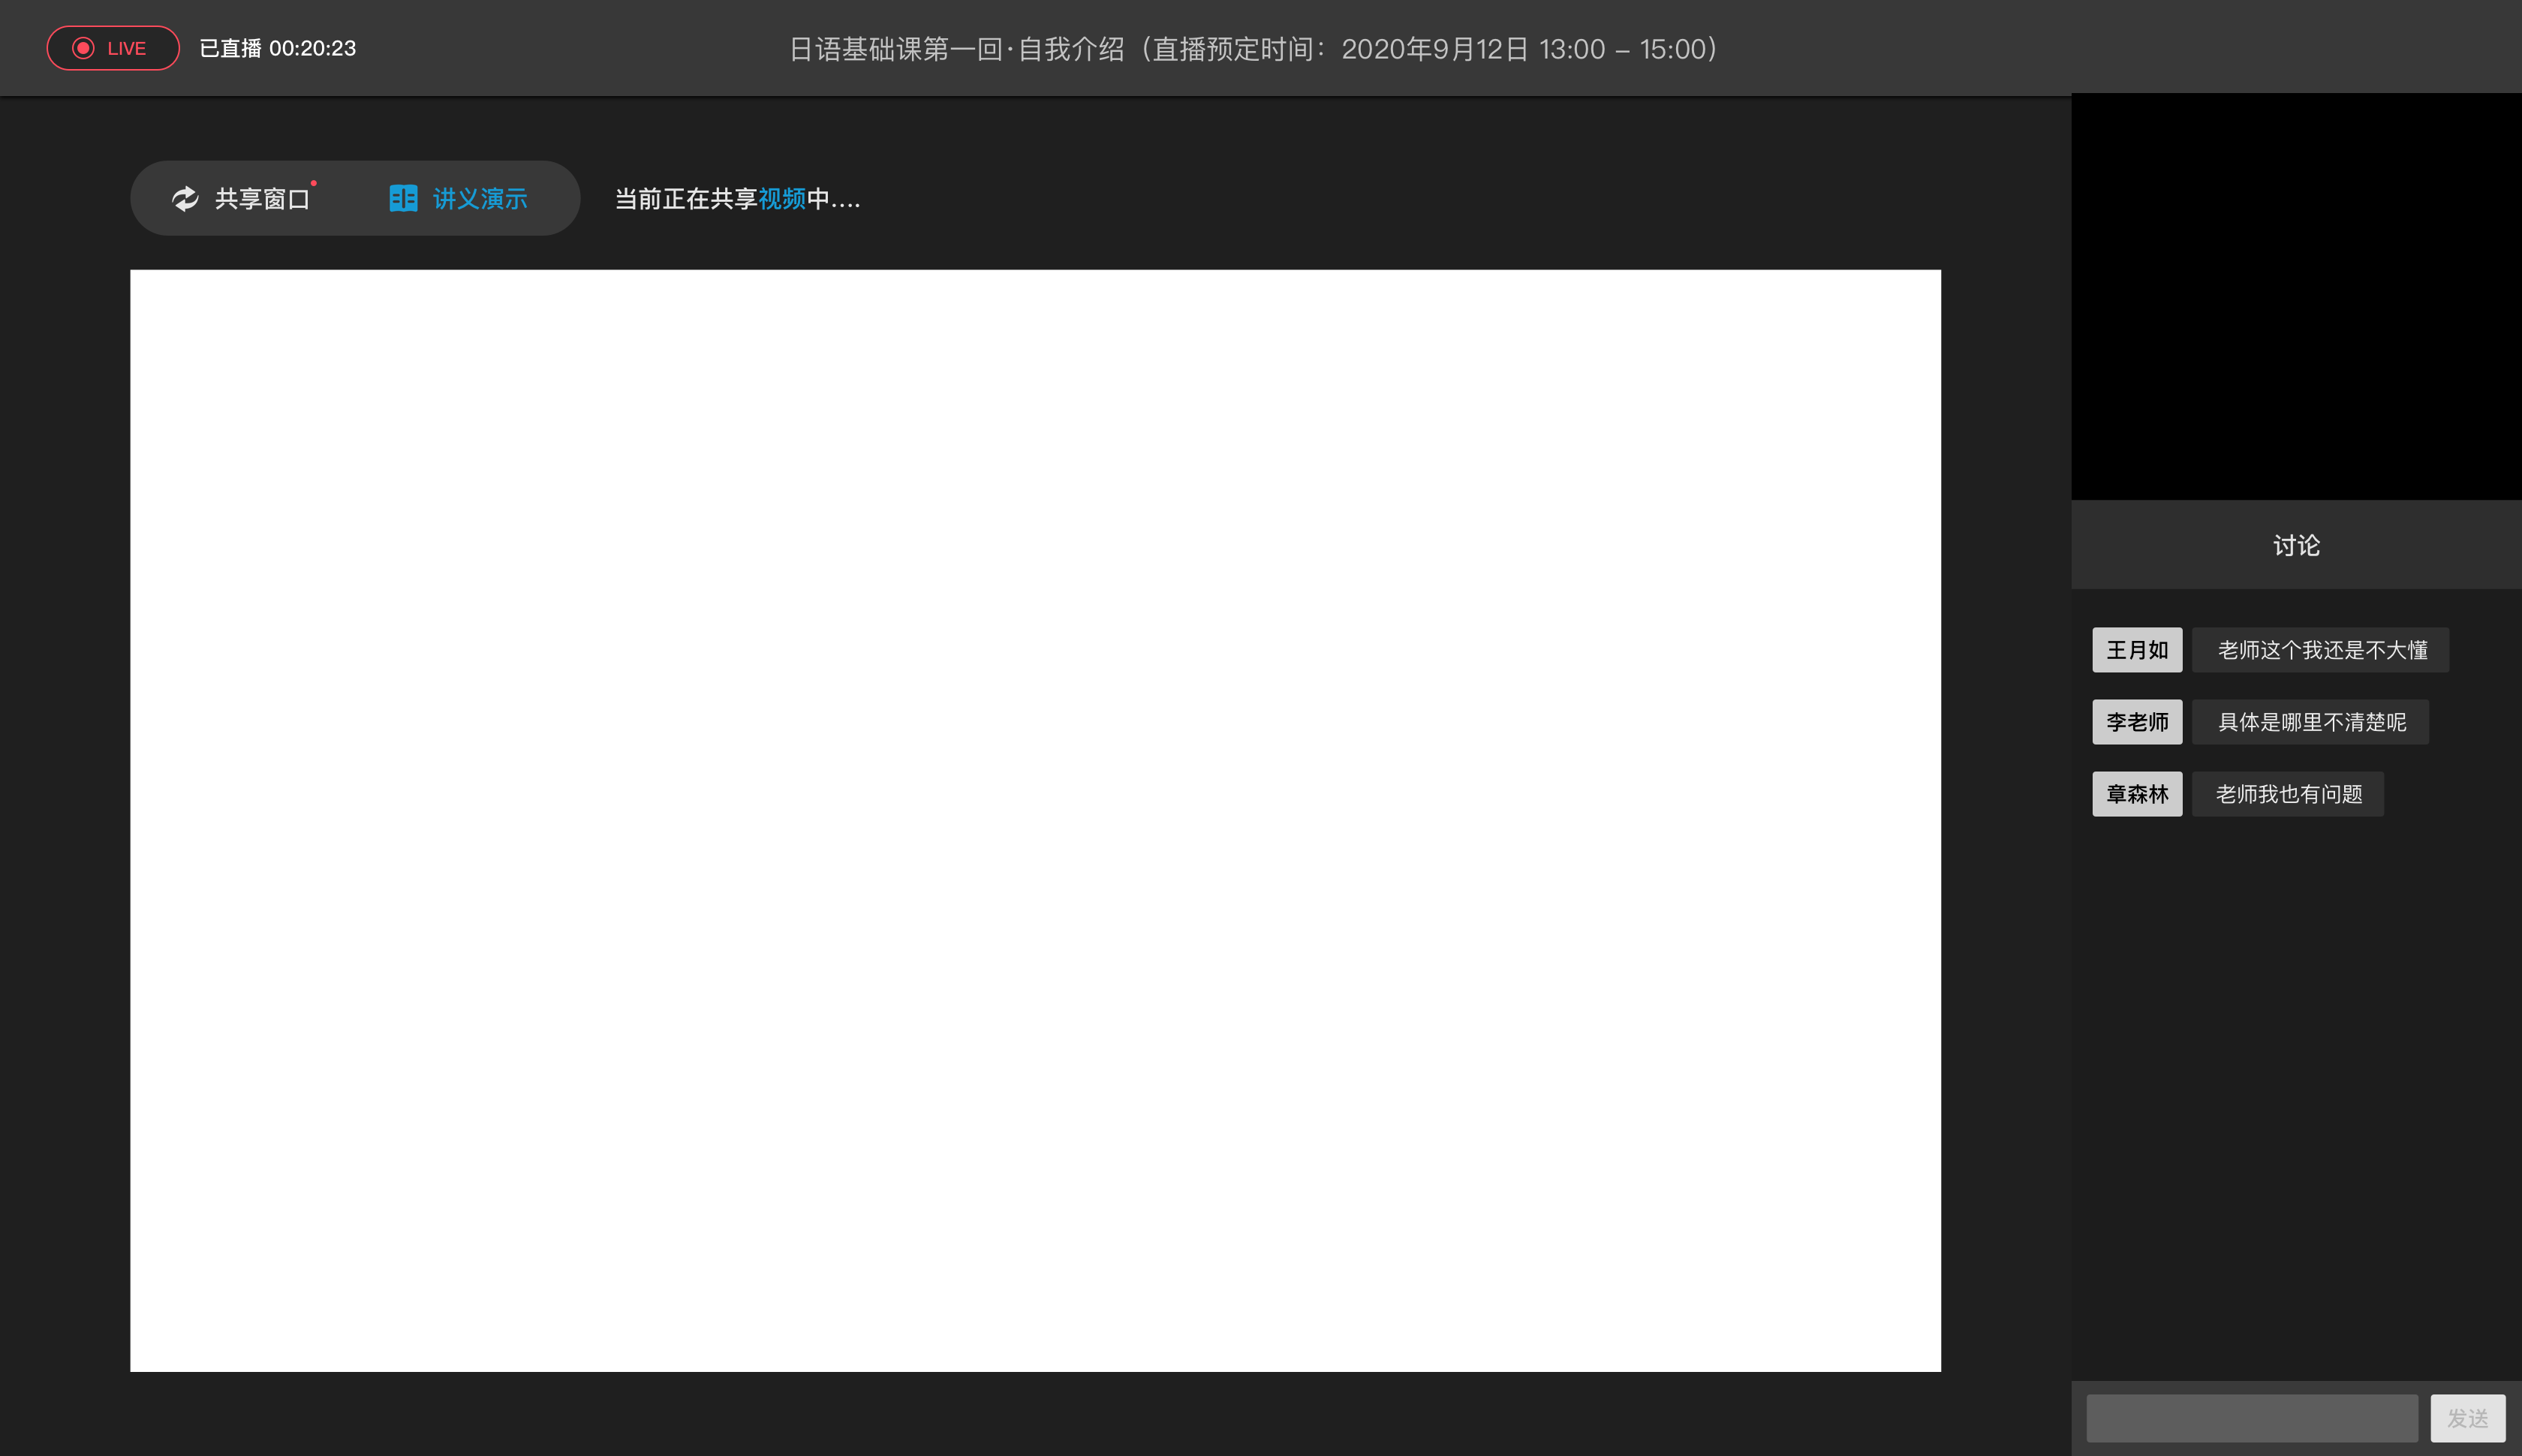 LIVE 已直播 00:20:23
日语基础课第一回·自我介绍（直播预定时间：2020年9月12日 13:00 – 15:00）
共享窗口 讲义演示 当前正在共享视频中....
讨论
王月如 老师这个我还是不大懂
李老师 具体是哪里不清楚呢
章森林 老师我也有问题
发送